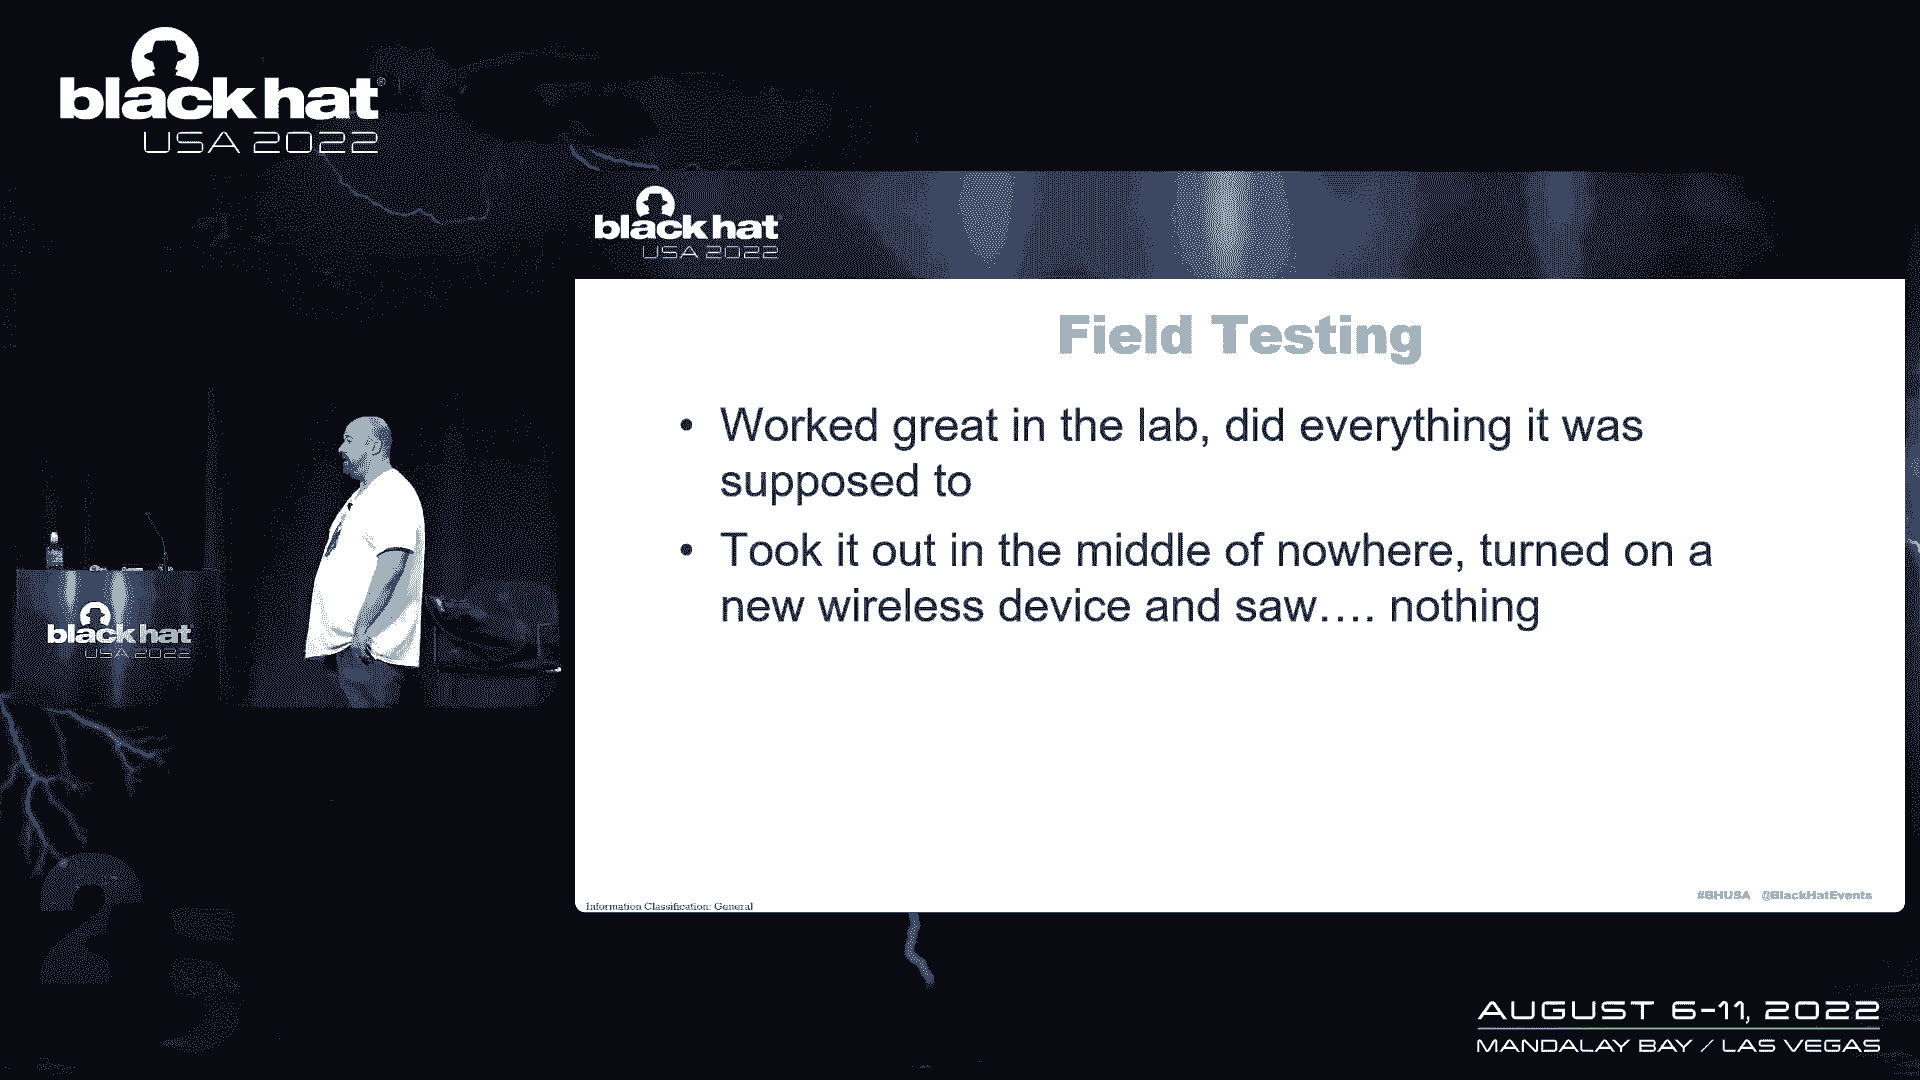 black hat®
USA 2022
black hat
USA 2022
Field Testing
• Worked great in the lab, did everything it was
supposed to
• Took it out in the middle of nowhere, turned on a
new wireless device and saw…. nothing
black hat
USA 2022
Information Classification: General
#BHUSA @BlackHatEvents
25
AUGUST 6-11, 2022
MANDALAY BAY / LAS VEGAS